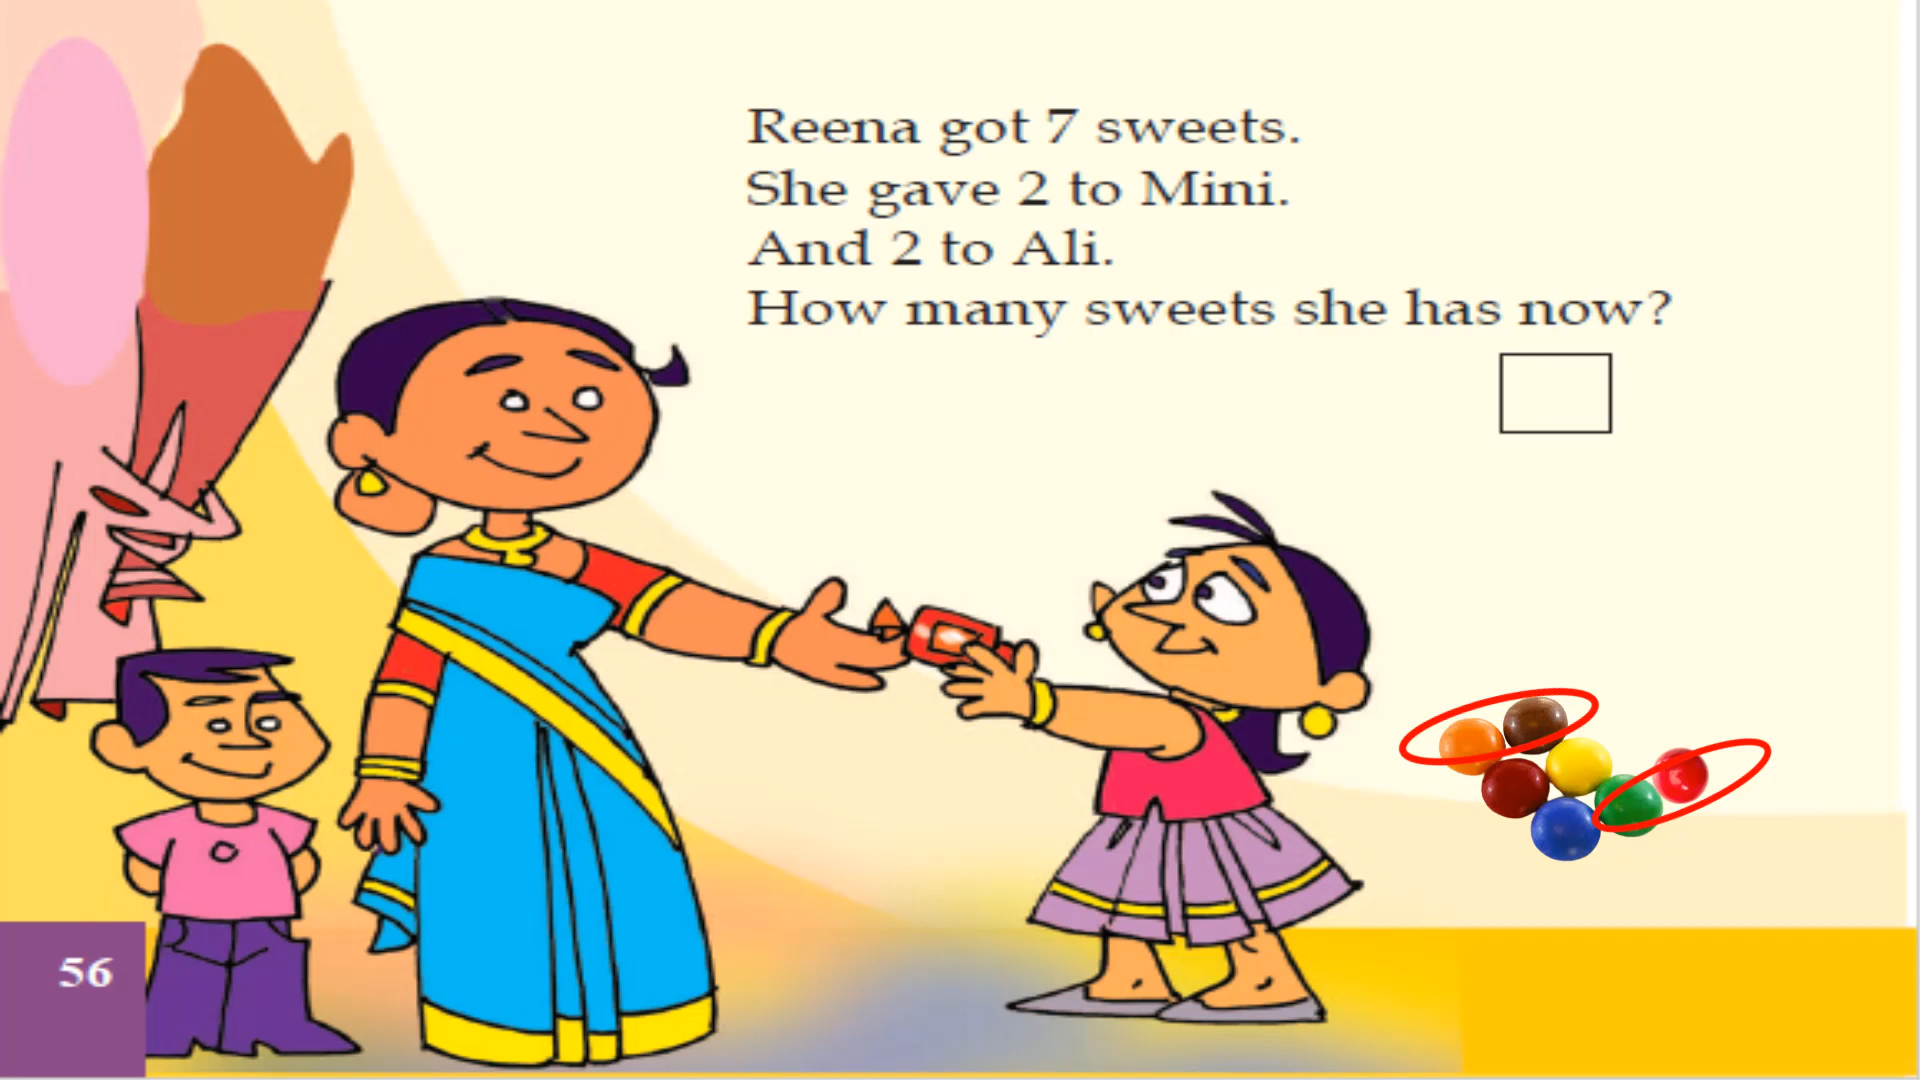 Reena got 7 sweets.
She gave 2 to Mini.
And 2 to Ali.
How many sweets she has now?
56